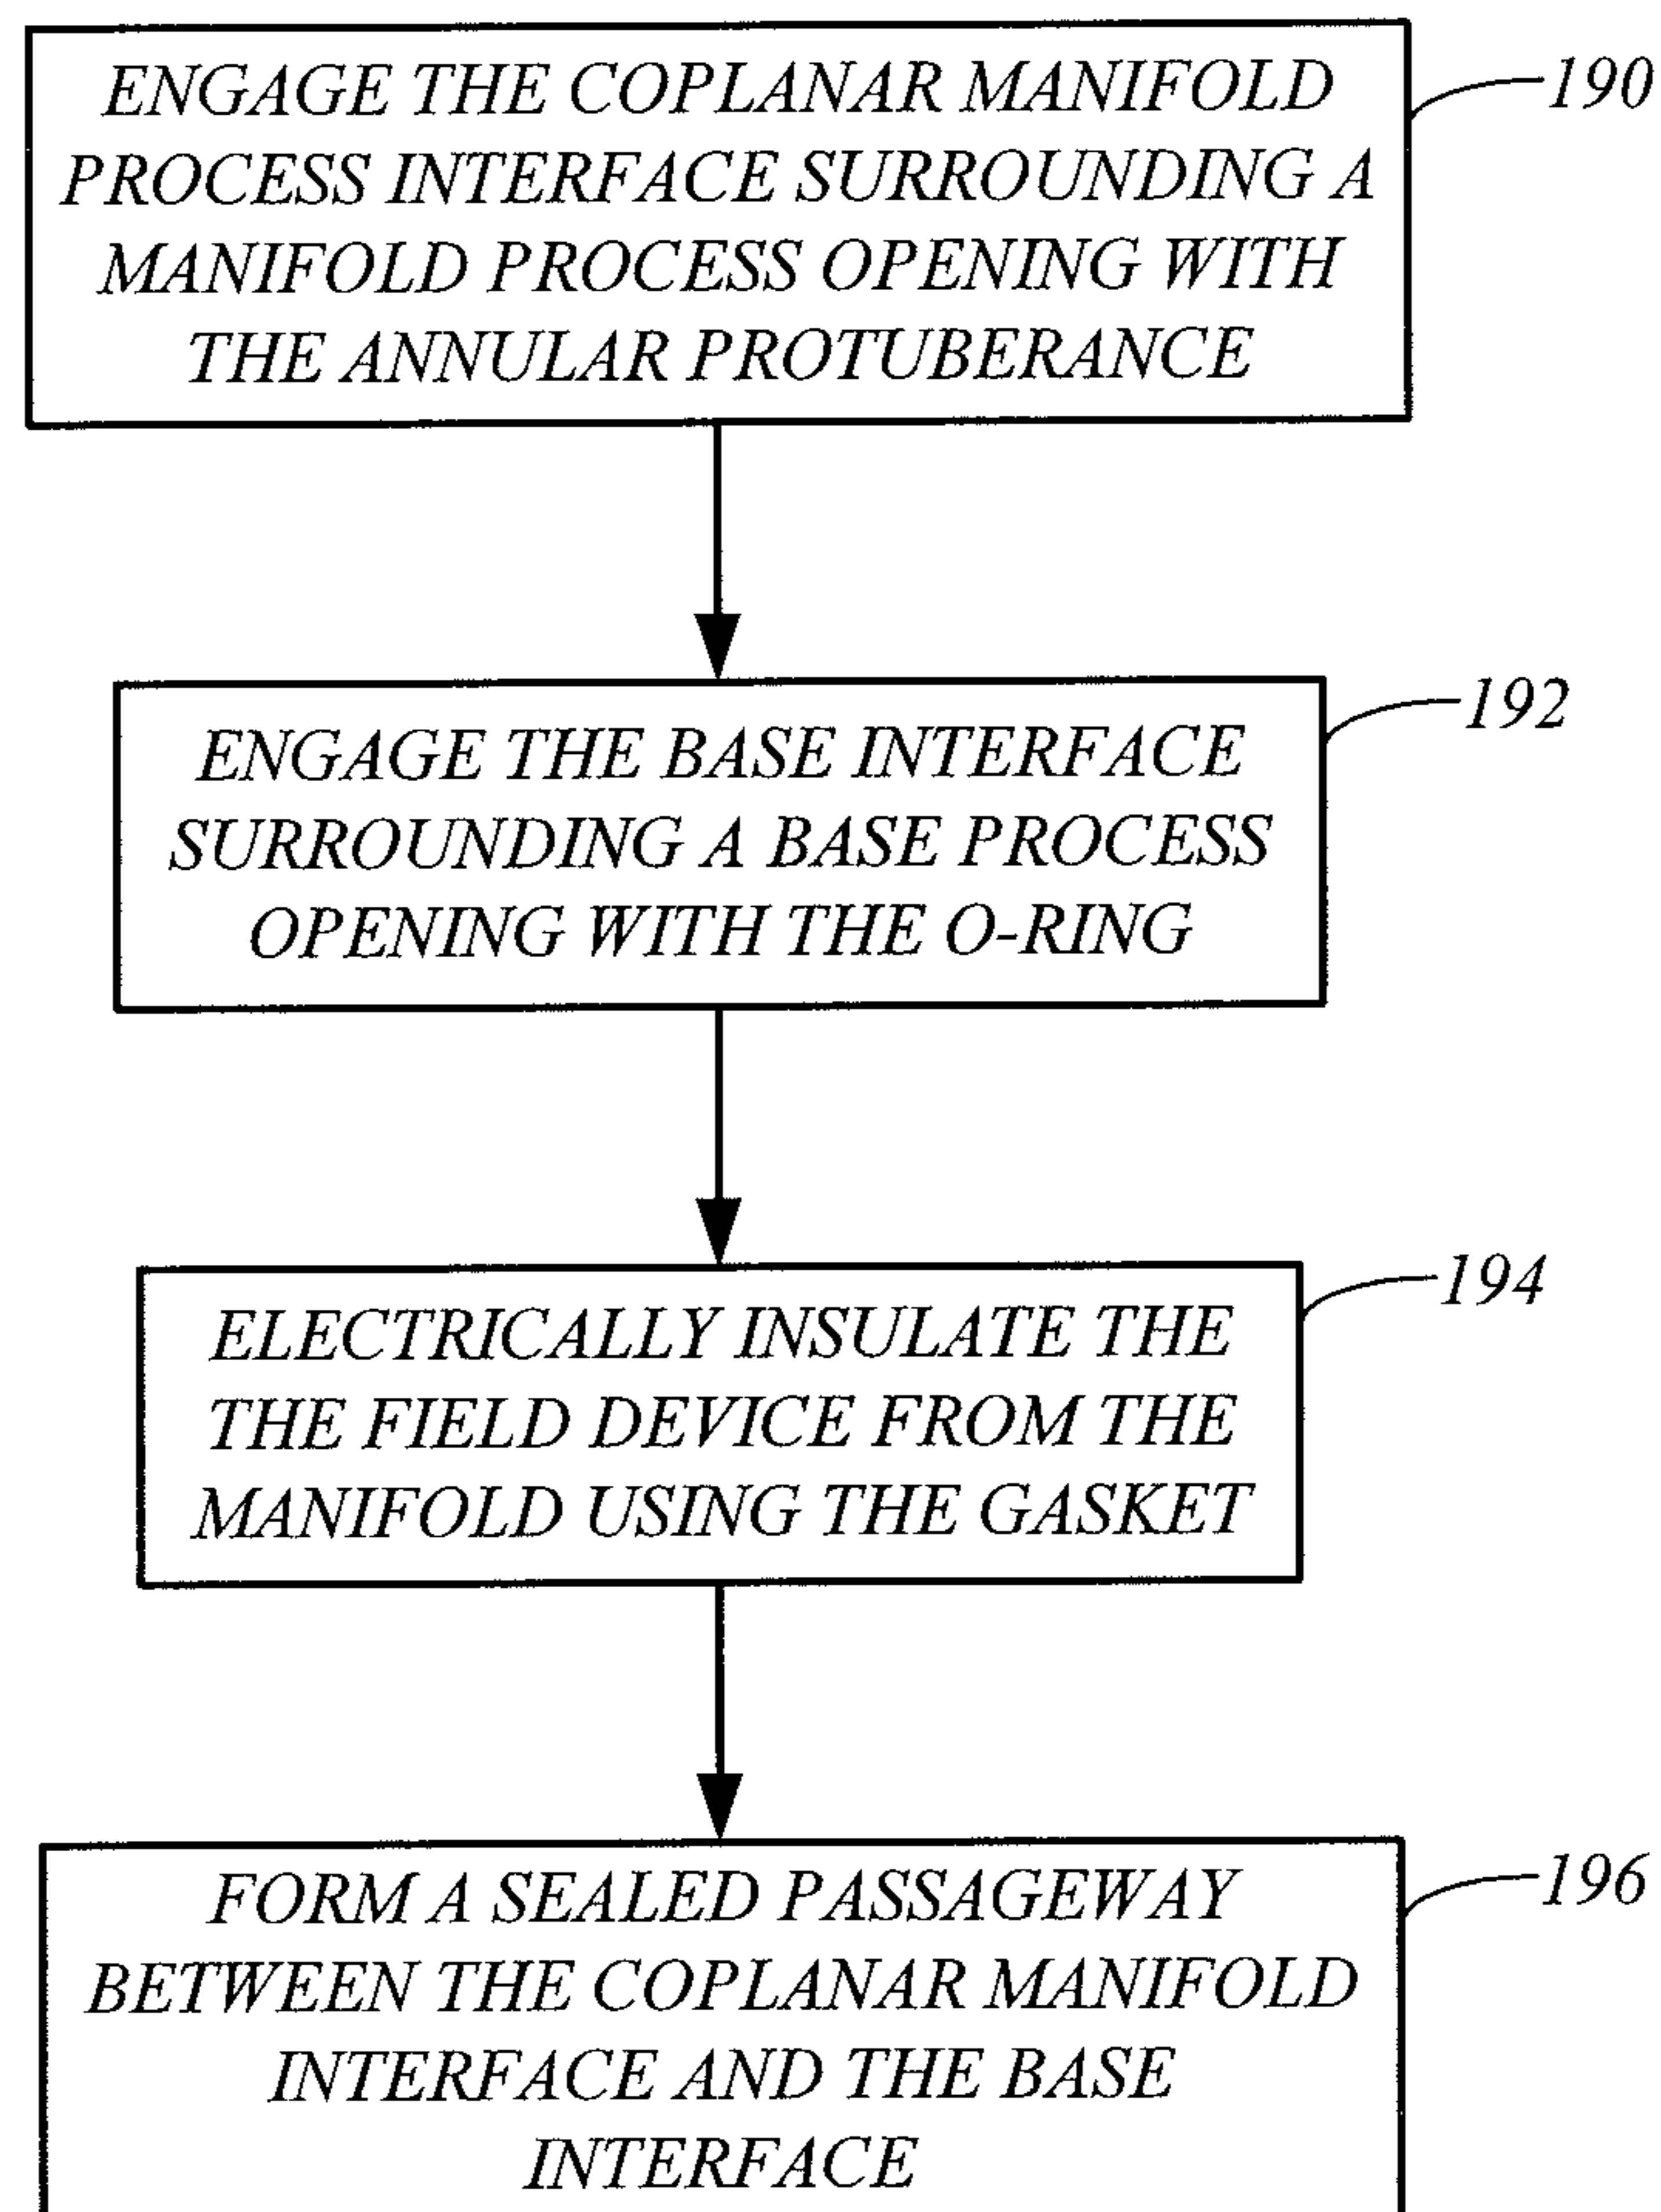 ENGAGE THE COPLANAR MANIFOLD
PROCESS INTERFACE SURROUNDING A
MANIFOLD PROCESS OPENING WITH
THE ANNULAR PROTUBERANCE
190
ENGAGE THE BASE INTERFACE
SURROUNDING A BASE PROCESS
OPENING WITH THE O-RING
192
ELECTRICALLY INSULATE THE
THE FIELD DEVICE FROM THE
MANIFOLD USING THE GASKET
194
FORM A SEALED PASSAGEWAY
BETWEEN THE COPLANAR MANIFOLD
INTERFACE AND THE BASE
INTERFACE
196